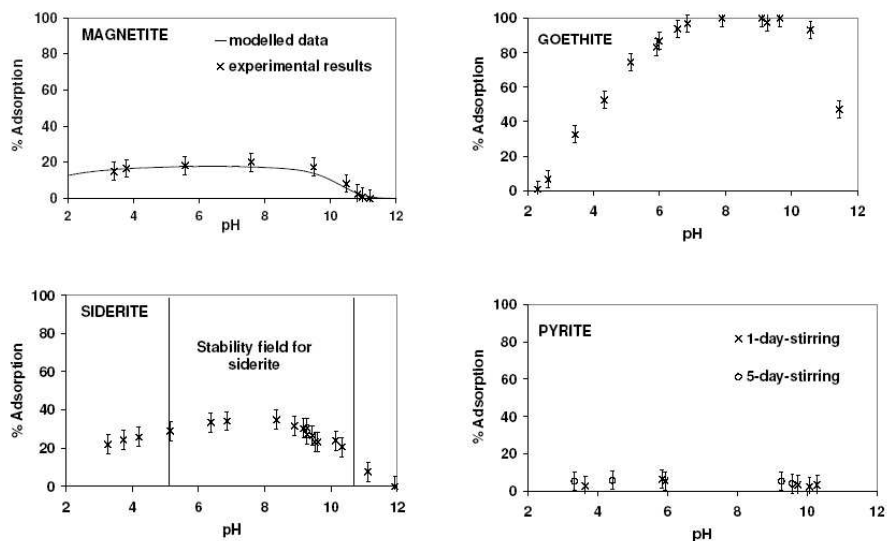 MAGNETITE
modelled data
experimental results
% Adsorption
100
80
60
40
20
0
2 4 6 8 10 12
pH
GOETHITE
% Adsorption
100
80
60
40
20
0
2 4 6 8 10 12
pH
SIDERITE
Stability field for
siderite
% Adsorption
100
80
60
40
20
0
2 4 6 8 10 12
pH
PYRITE
1-day-stirring
5-day-stirring
% Adsorption
100
80
60
40
20
0
2 4 6 8 10 12
pH